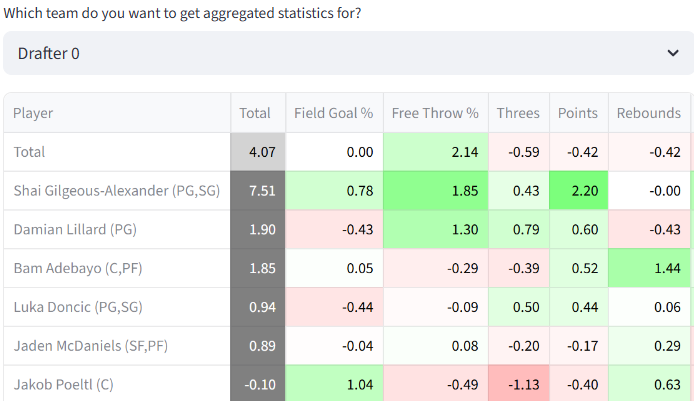 Which team do you want to get aggregated statistics for?
Drafter 0
Player Total Field Goal % Free Throw % Threes Points Rebounds
Total 4.07 0.00 2.14 -0.59 -0.42 -0.42
Shai Gilgeous-Alexander (PG,SG) 7.51 0.78 1.85 0.43 2.20 -0.00
Damian Lillard (PG) 1.90 -0.43 1.30 0.79 0.60 -0.43
Bam Adebayo (C,PF) 1.85 0.05 -0.29 -0.39 0.52 1.44
Luka Doncic (PG,SG) 0.94 -0.44 -0.09 0.50 0.44 0.06
Jaden McDaniels (SF,PF) 0.89 -0.04 0.08 -0.20 -0.17 0.29
Jakob Poeltl (C) -0.10 1.04 -0.49 -1.13 -0.40 0.63